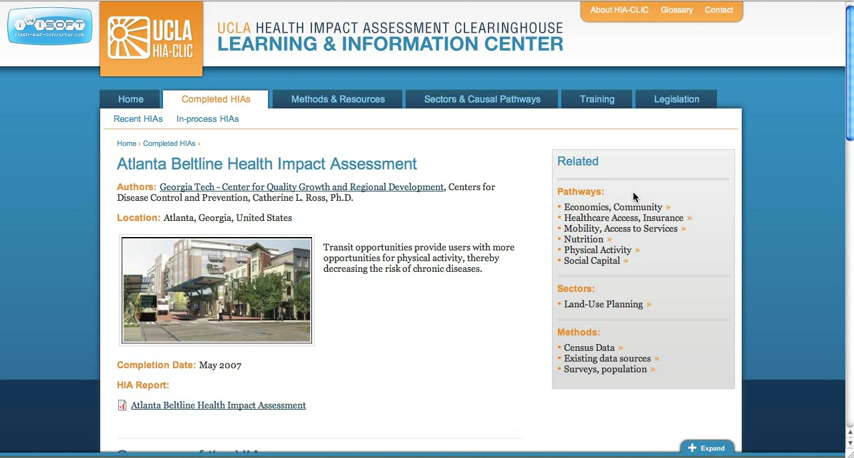 iWiSOFT
flash-swf-converter.com
UCLA
HIA-CLIC
UCLA HEALTH IMPACT ASSESSMENT CLEARINGHOUSE
LEARNING & INFORMATION CENTER
About HIA-CLIC Glossary Contact
Home Completed HIAs Methods & Resources Sectors & Causal Pathways Training Legislation
Recent HIAs In-process HIAs
Home › Completed HIAs ›
Atlanta Beltline Health Impact Assessment
Authors: Georgia Tech - Center for Quality Growth and Regional Development, Centers for
Disease Control and Prevention, Catherine L. Ross, Ph.D.
Location: Atlanta, Georgia, United States
Transit opportunities provide users with more
opportunities for physical activity, thereby
decreasing the risk of chronic diseases.
Completion Date: May 2007
HIA Report:
Atlanta Beltline Health Impact Assessment
Related
Pathways:
• Economics, Community »
• Healthcare Access, Insurance »
• Mobility, Access to Services »
• Nutrition »
• Physical Activity »
• Social Capital »
Sectors:
• Land-Use Planning »
Methods:
• Census Data »
• Existing data sources »
• Surveys, population »
+ Expand